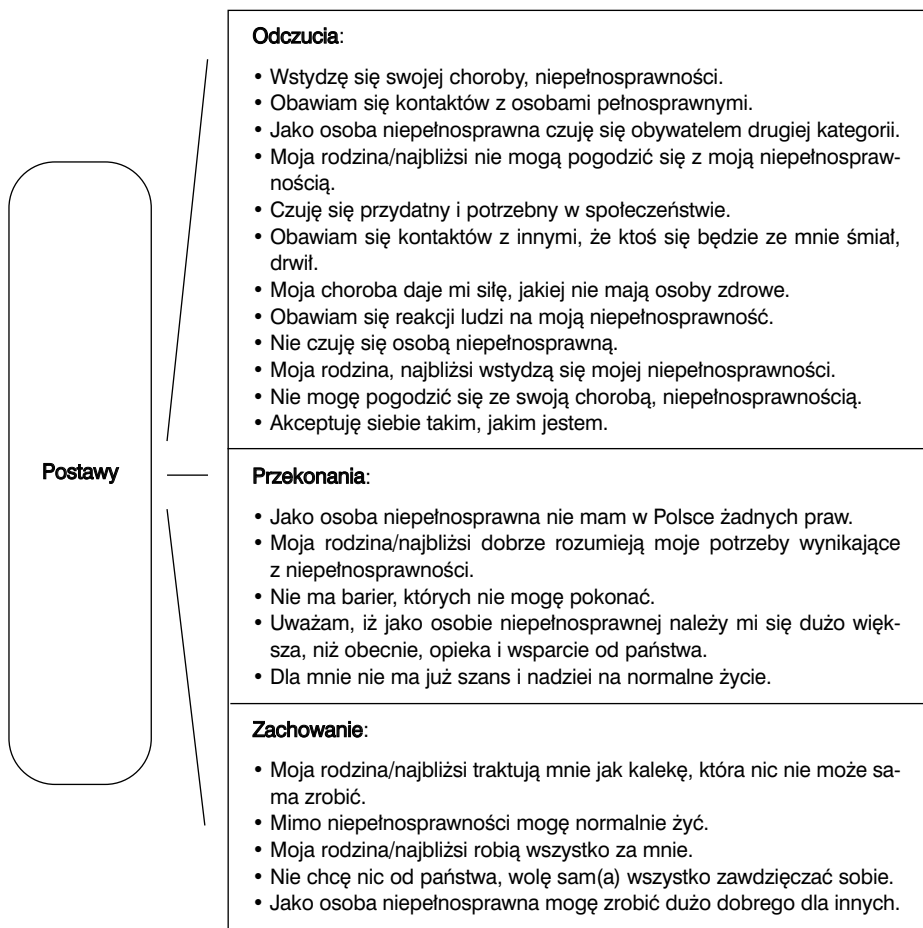 Odczucia:
• Wstydzę się swojej choroby, niepełnosprawności.
• Obawiam się kontaktów z osobami pełnosprawnymi.
• Jako osoba niepełnosprawna czuję się obywatelem drugiej kategorii.
• Moja rodzina/najbliżsi nie mogą pogodzić się z moją niepełnospraw-
nością.
• Czuję się przydatny i potrzebny w społeczeństwie.
• Obawiam się kontaktów z innymi, że ktoś się będzie ze mnie śmiał,
drwił.
• Moja choroba daje mi siłę, jakiej nie mają osoby zdrowe.
• Obawiam się reakcji ludzi na moją niepełnosprawność.
• Nie czuję się osobą niepełnosprawną.
• Moja rodzina, najbliżsi wstydzą się mojej niepełnosprawności.
• Nie mogę pogodzić się ze swoją chorobą, niepełnosprawnością.
• Akceptuję siebie takim, jakim jestem.
Postawy
Przekonania:
• Jako osoba niepełnosprawna nie mam w Polsce żadnych praw.
• Moja rodzina/najbliżsi dobrze rozumieją moje potrzeby wynikające
z niepełnosprawności.
• Nie ma barier, których nie mogę pokonać.
• Uważam, iż jako osobie niepełnosprawnej należy mi się dużo więk-
sza, niż obecnie, opieka i wsparcie od państwa.
• Dla mnie nie ma już szans i nadziei na normalne życie.
Zachowanie:
• Moja rodzina/najbliżsi traktują mnie jak kalekę, która nic nie może sa-
ma zrobić.
• Mimo niepełnosprawności mogę normalnie żyć.
• Moja rodzina/najbliżsi robią wszystko za mnie.
• Nie chcę nic od państwa, wolę sam(a) wszystko zawdzięczać sobie.
• Jako osoba niepełnosprawna mogę zrobić dużo dobrego dla innych.